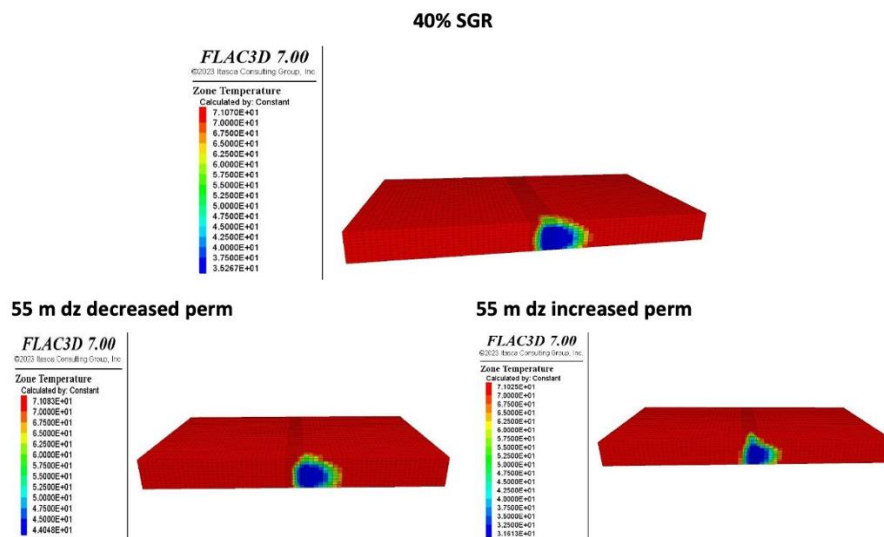 40% SGR
FLAC3D 7.00
©2023 Itasca Consulting Group, Inc.
Zone Temperature
Calculated by: Constant
7.1070E+01
7.0000E+01
6.7500E+01
6.5000E+01
6.2500E+01
6.0000E+01
5.7500E+01
5.5000E+01
5.2500E+01
5.0000E+01
4.7500E+01
4.5000E+01
4.2500E+01
4.0000E+01
3.7500E+01
3.5267E+01
55 m dz decreased perm
FLAC3D 7.00
©2023 Itasca Consulting Group, Inc.
Zone Temperature
Calculated by: Constant
7.1083E+01
7.0000E+01
6.7500E+01
6.5000E+01
6.2500E+01
6.0000E+01
5.7500E+01
5.5000E+01
5.2500E+01
5.0000E+01
4.7500E+01
4.5000E+01
4.4048E+01
55 m dz increased perm
FLAC3D 7.00
©2023 Itasca Consulting Group, Inc.
Zone Temperature
Calculated by: Constant
7.1025E+01
7.0000E+01
6.7500E+01
6.5000E+01
6.2500E+01
6.0000E+01
5.7500E+01
5.5000E+01
5.2500E+01
5.0000E+01
4.7500E+01
4.5000E+01
4.2500E+01
4.0000E+01
3.7500E+01
3.5000E+01
3.2500E+01
3.1613E+01